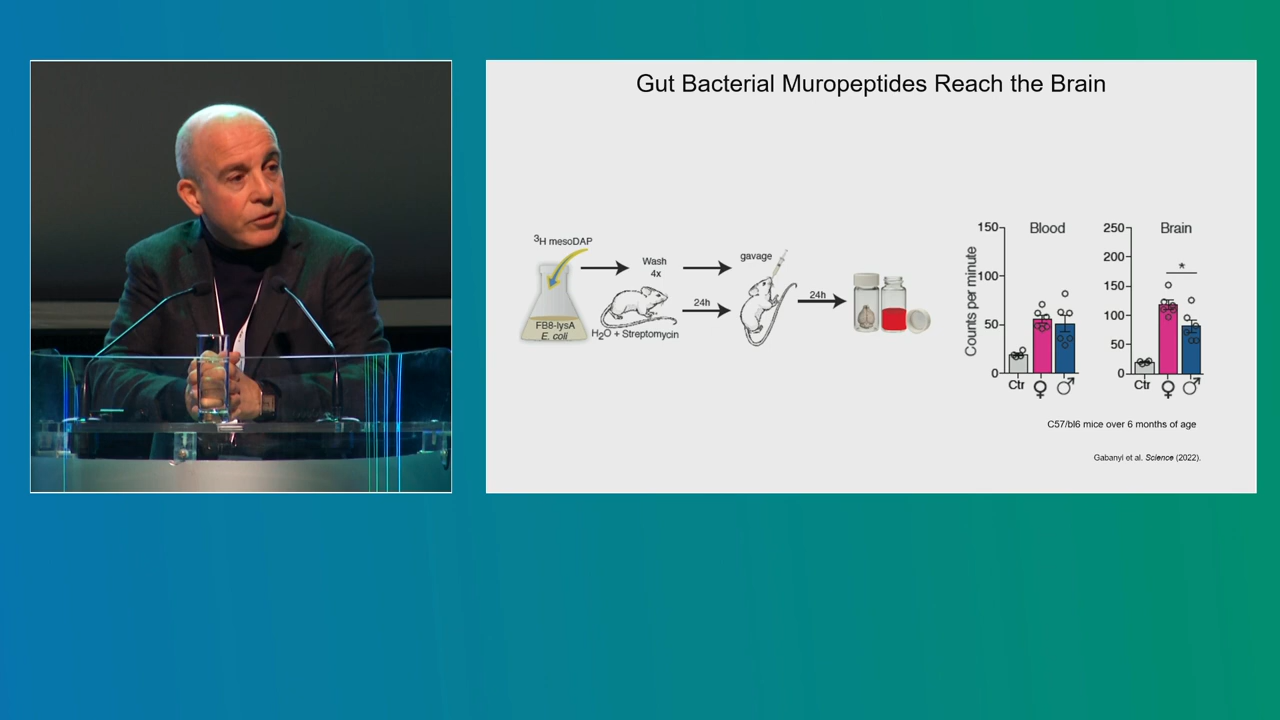 Gut Bacterial Muropeptides Reach the Brain
³H mesoDAP
FB8-lysA
E. coli
Wash
4x
24h
H₂O + Streptomycin
gavage
24h
Counts per minute
Blood
150
100
50
0
Ctr ♀ ♂
Brain
250
200
150
100
50
0
*
Ctr ♀ ♂
C57/bl6 mice over 6 months of age
Gabanyi et al. Science (2022).